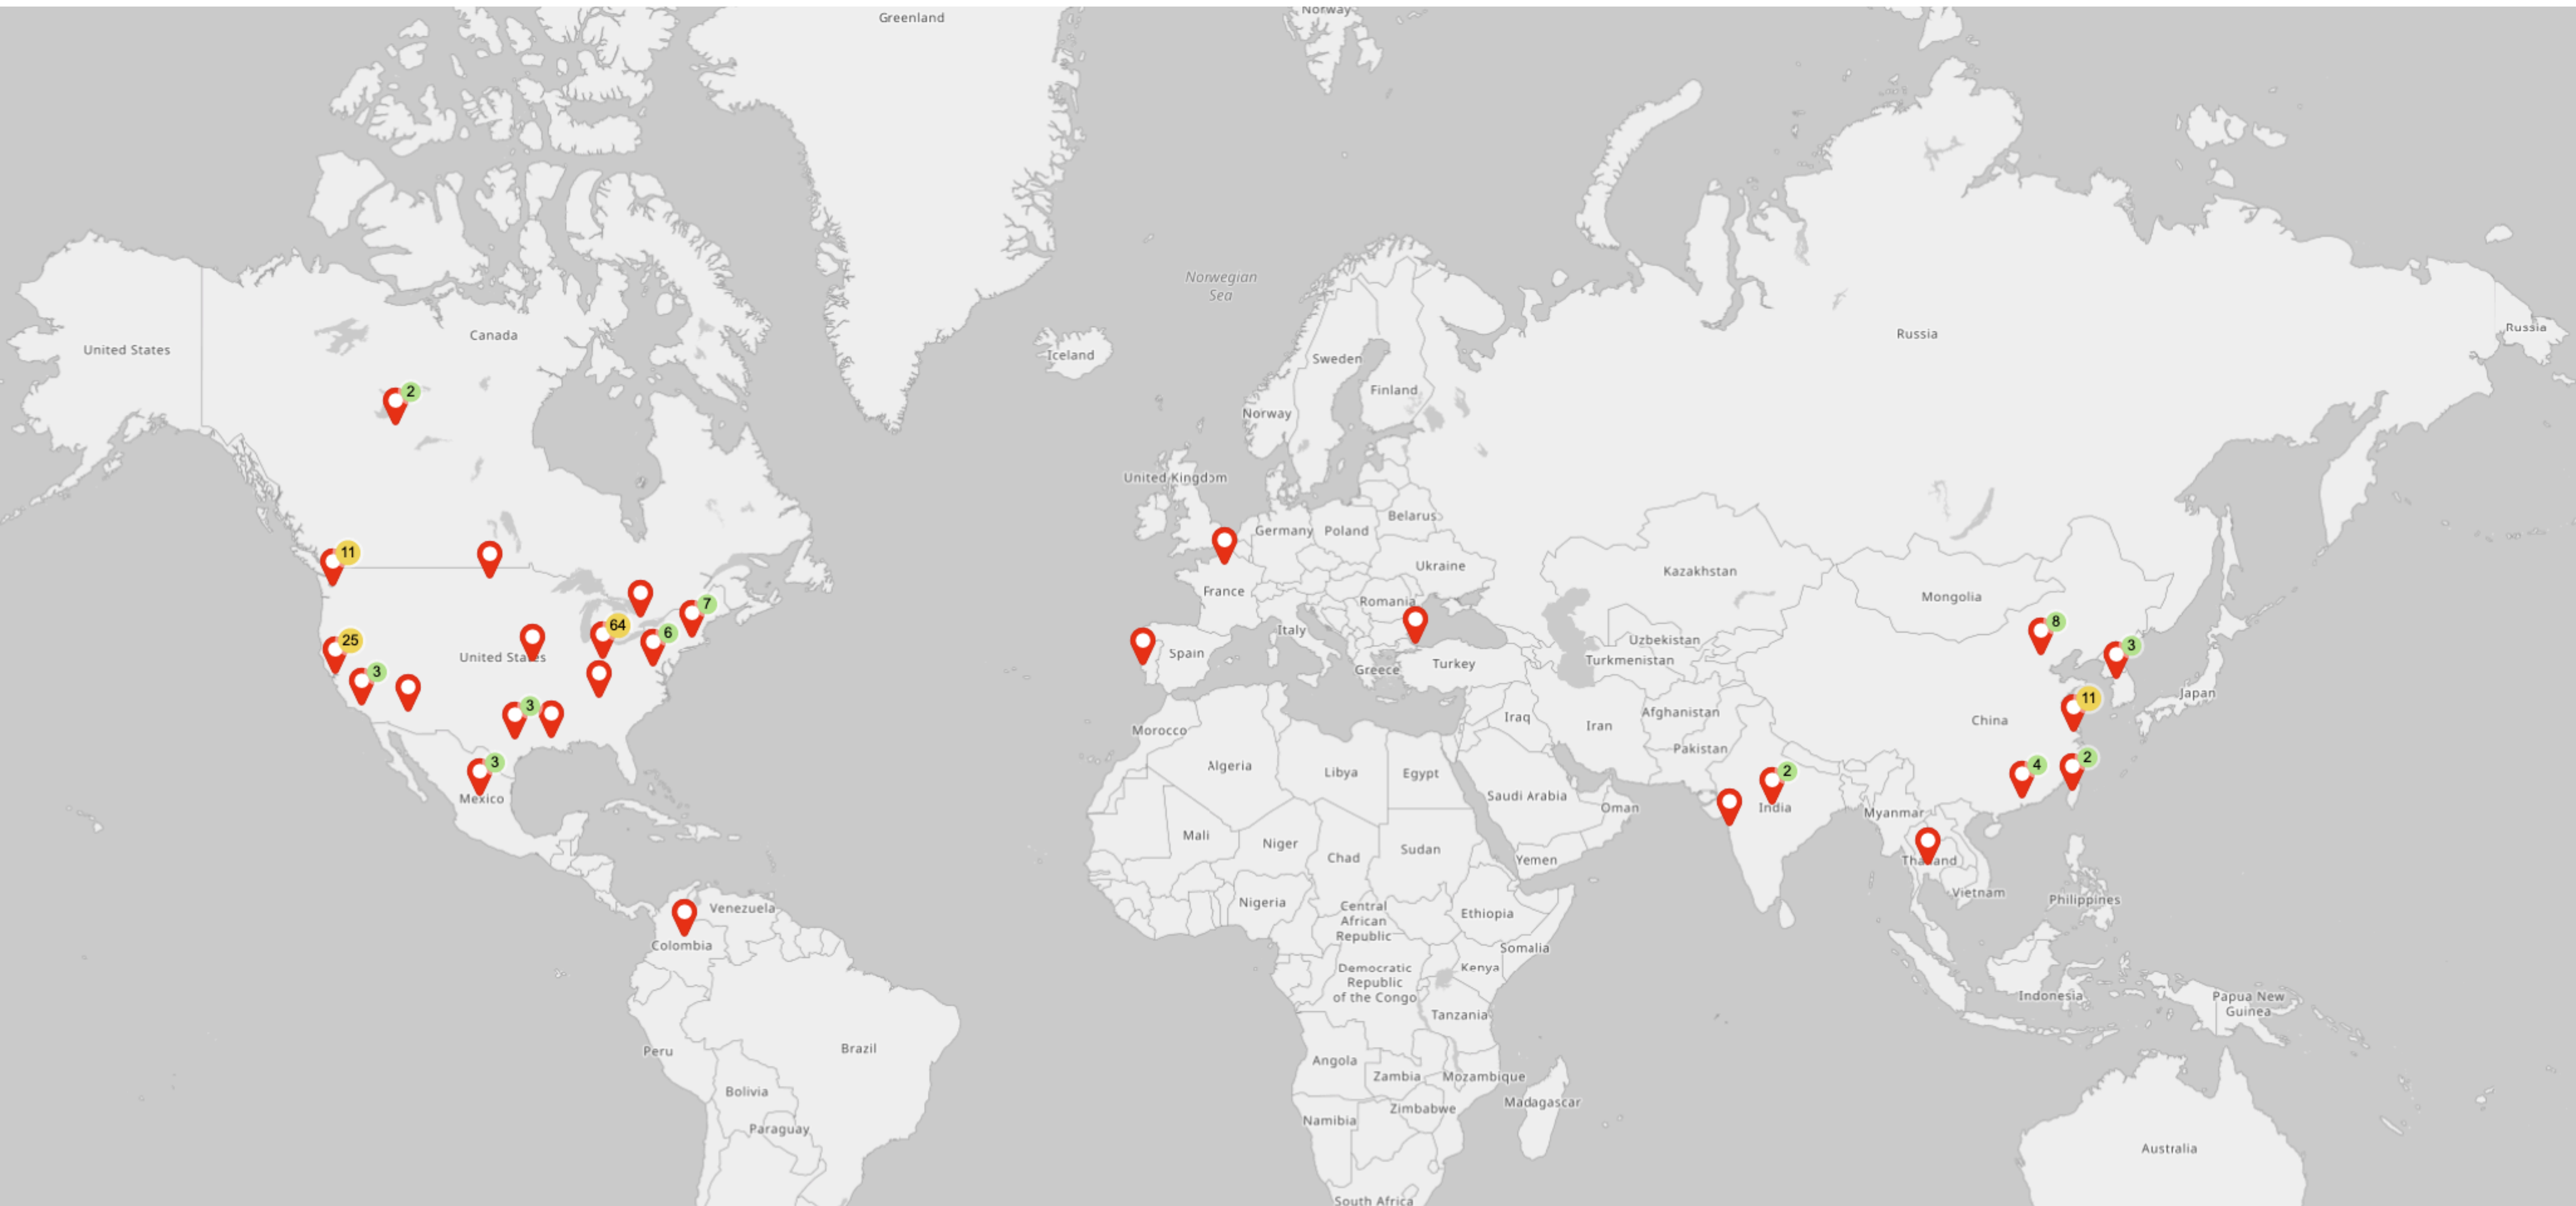 Greenland
Norway
Norwegian
Sea
Canada
United States
Russia
Russia
Iceland
Sweden
Finland
Norway
2
United Kingdom
Belarus
Germany
Poland
11
Ukraine
Kazakhstan
France
Mongolia
Romania
7
64
6
25
Italy
Uzbekistan
8
3
United States
Spain
Turkmenistan
Turkey
Greece
3
Japan
11
3
Afghanistan
Iraq
Iran
China
Morocco
Pakistan
3
Algeria
Libya
Egypt
2
4
2
Mexico
Saudi Arabia
Oman
India
Myanmar
Mali
Niger
Chad
Sudan
Yemen
Thailand
Vietnam
Philippines
Venezuela
Nigeria
Central
African
Republic
Ethiopia
Colombia
Somalia
Democratic
Republic
of the Congo
Kenya
Indonesia
Papua New
Guinea
Tanzania
Peru
Brazil
Angola
Zambia
Mozambique
Bolivia
Madagascar
Zimbabwe
Namibia
Paraguay
Australia
South Africa